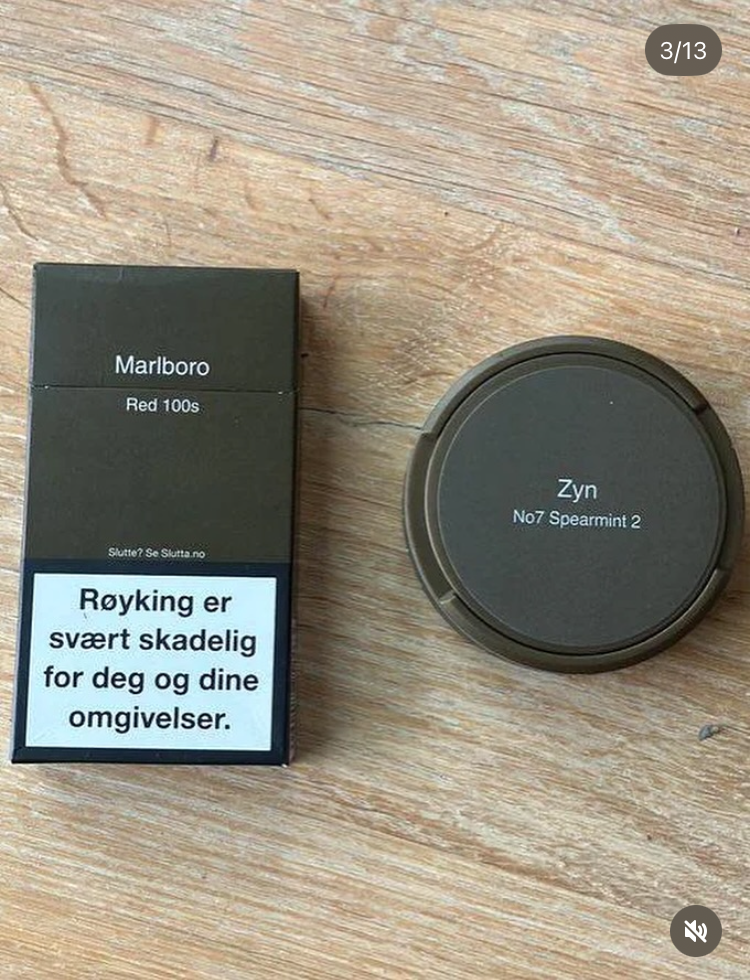 3/13
Marlboro
Red 100s
Slutte? Se Slutta.no
Røyking er
svært skadelig
for deg og dine
omgivelser.
Zyn
No7 Spearmint 2